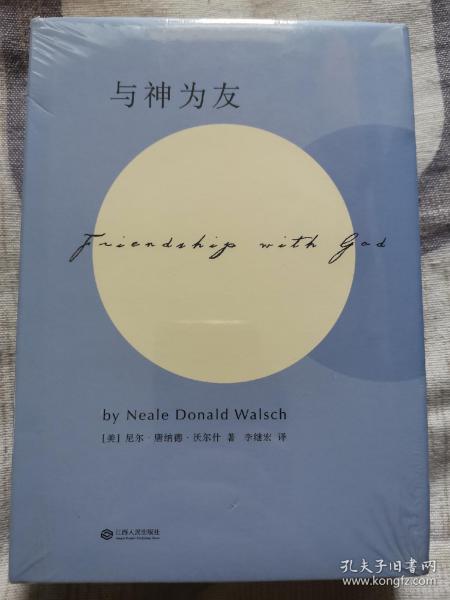 与神为友
Friendship with God
by Neale Donald Walsch
[美] 尼尔·唐纳德·沃尔什 著 李继宏 译
江西人民出版社
孔夫子旧书网
www.kongfz.com